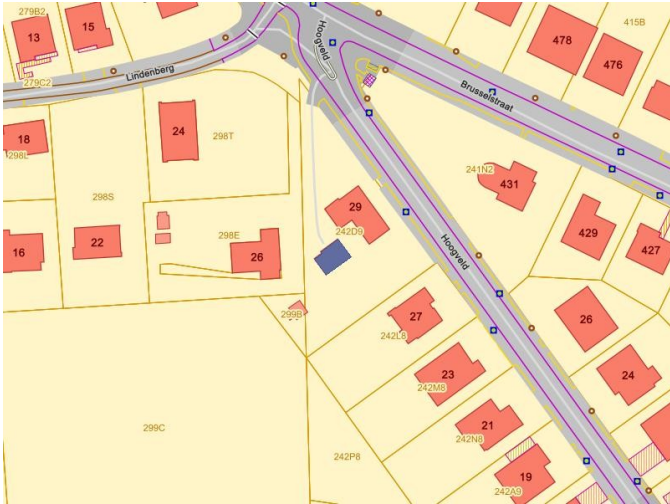 279B2
13
15
279C2
Lindenberg
Hoogveld
415B
478
476
Brusselstraat
18
298L
24
298T
241N2
431
298S
29
242D9
429
427
16
22
298E
26
Hoogveld
299B
27
242L8
26
23
242M8
24
299C
21
242N8
242P8
19
242A9